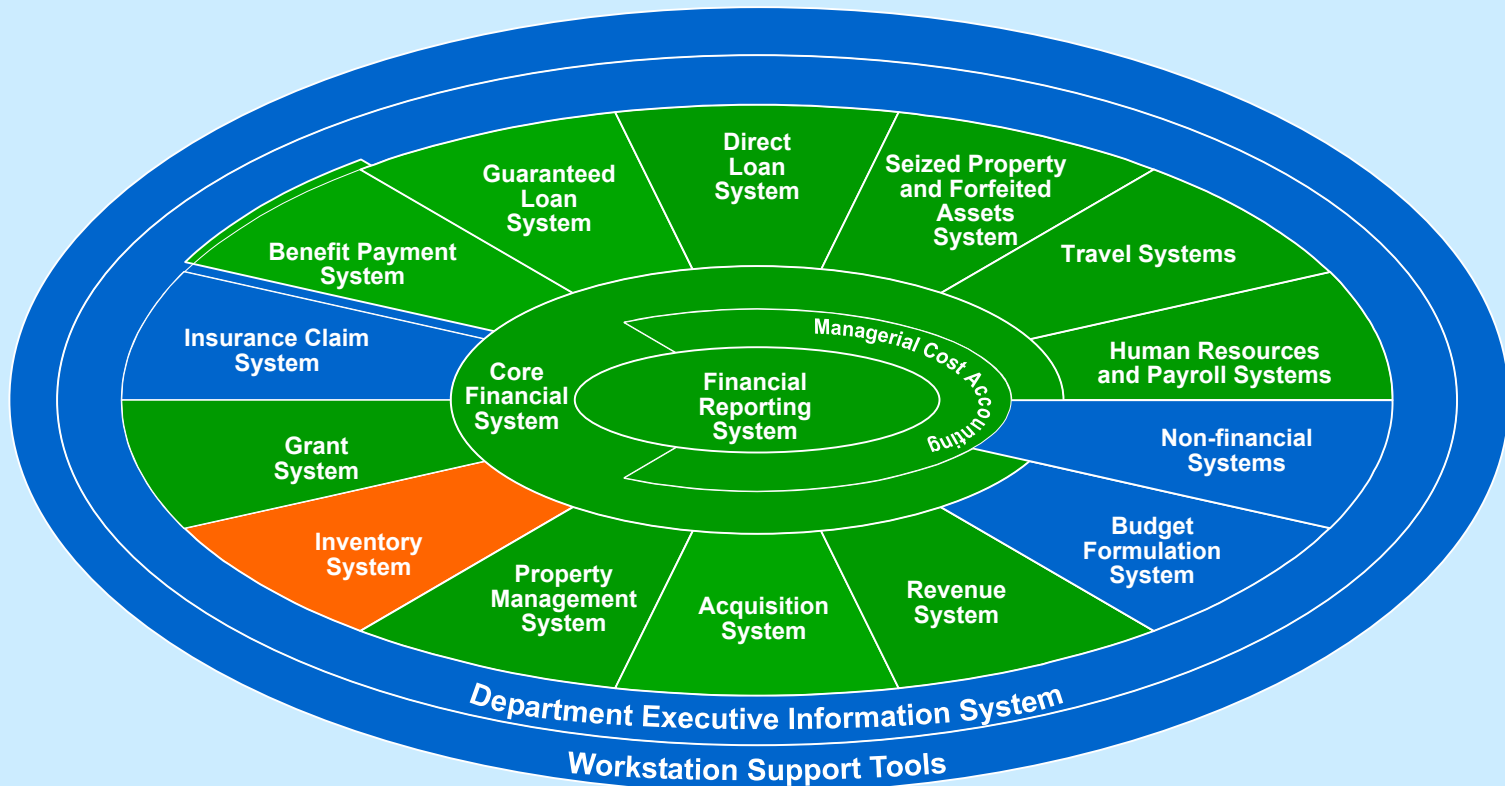 Direct
Loan
System
Seized Property
and Forfeited
Assets
System
Travel Systems
Human Resources
and Payroll Systems
Non-financial
Systems
Budget
Formulation
System
Revenue
System
Acquisition
System
Property
Management
System
Inventory
System
Grant
System
Insurance Claim
System
Benefit Payment
System
Guaranteed
Loan
System
Core
Financial
System
Managerial Cost Accounting
Financial
Reporting
System
Department Executive Information System
Workstation Support Tools